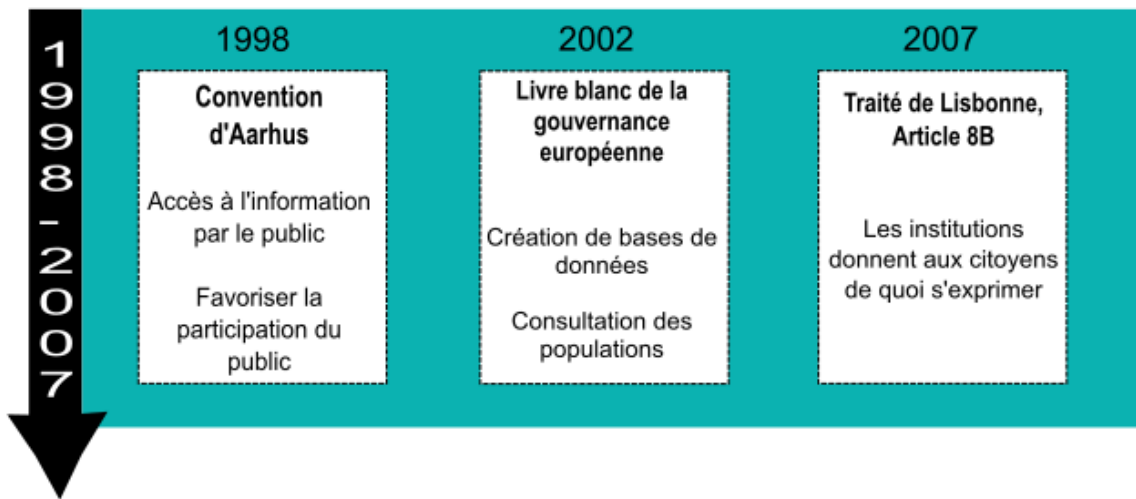 1998-2007
1998
Convention
d'Aarhus
Accès à l'information
par le public
Favoriser la
participation du
public
2002
Livre blanc de la
gouvernance
européenne
Création de bases de
données
Consultation des
populations
2007
Traité de Lisbonne,
Article 8B
Les institutions
donnent aux citoyens
de quoi s'exprimer